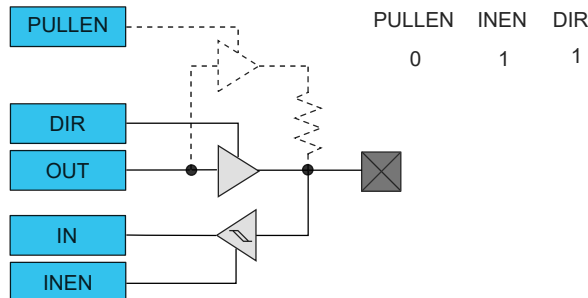 PULLEN
PULLEN INEN DIR
0 1 1
DIR
OUT
IN
INEN